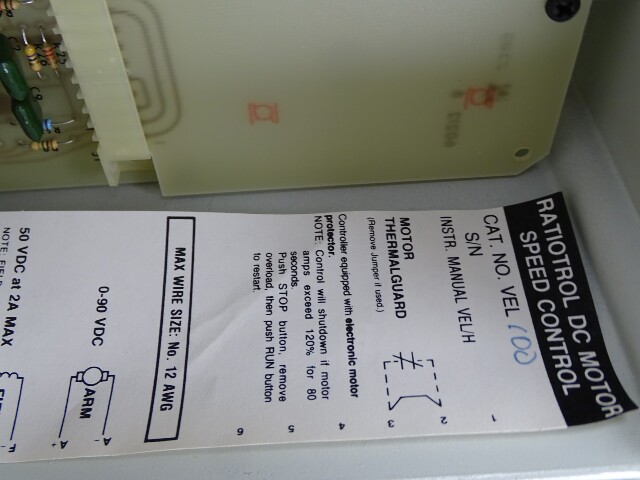 RATIOTROL DC MOTOR
SPEED CONTROL
CAT. NO. VEL 100
S/N
INSTR. MANUAL VEL/H
MOTOR
THERMALGUARD
(Remove Jumper if used.)
Controller equipped with electronic motor
protector.
NOTE: Control will shutdown if motor
amps exceed 120% for 80
seconds.
Push STOP button, remove
overload, then push RUN button
to restart.
1
2
3
4
5
6
MAX WIRE SIZE: No. 12 AWG
0-90 VDC
ARM
A-
A+
50 VDC at 2A MAX
NOTE: FIELD
F-